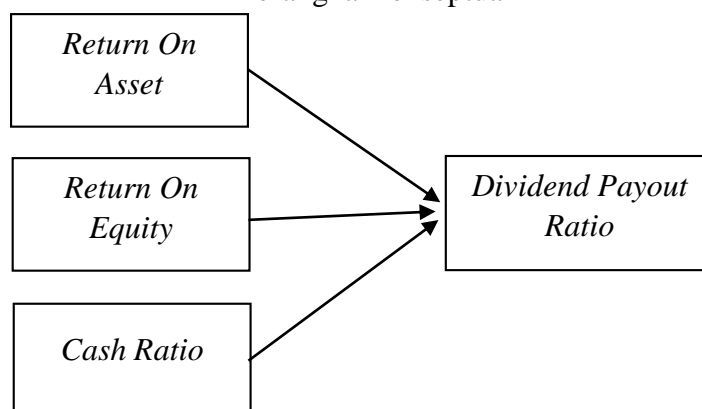 Return On
Asset
Return On
Equity
Cash Ratio
Dividend Payout
Ratio